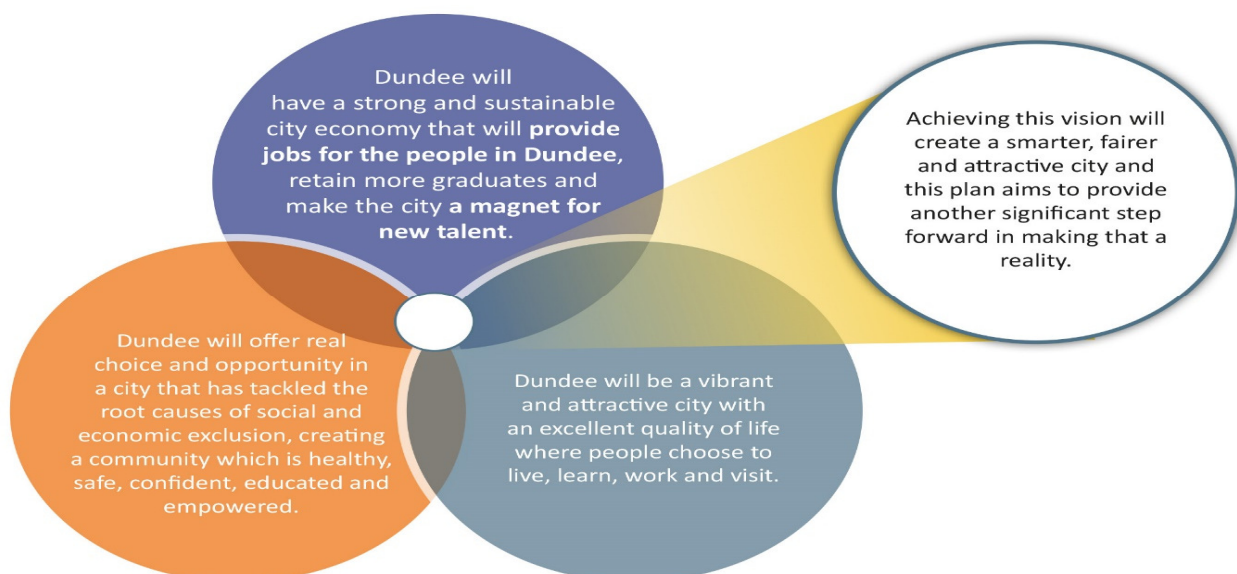 Dundee will
have a strong and sustainable
city economy that will provide
jobs for the people in Dundee,
retain more graduates and
make the city a magnet for
new talent.
Achieving this vision will
create a smarter, fairer
and attractive city and
this plan aims to provide
another significant step
forward in making that a
reality.
Dundee will offer real
choice and opportunity in
a city that has tackled the
root causes of social and
economic exclusion, creating
a community which is healthy,
safe, confident, educated and
empowered.
Dundee will be a vibrant
and attractive city with
an excellent quality of life
where people choose to
live, learn, work and visit.